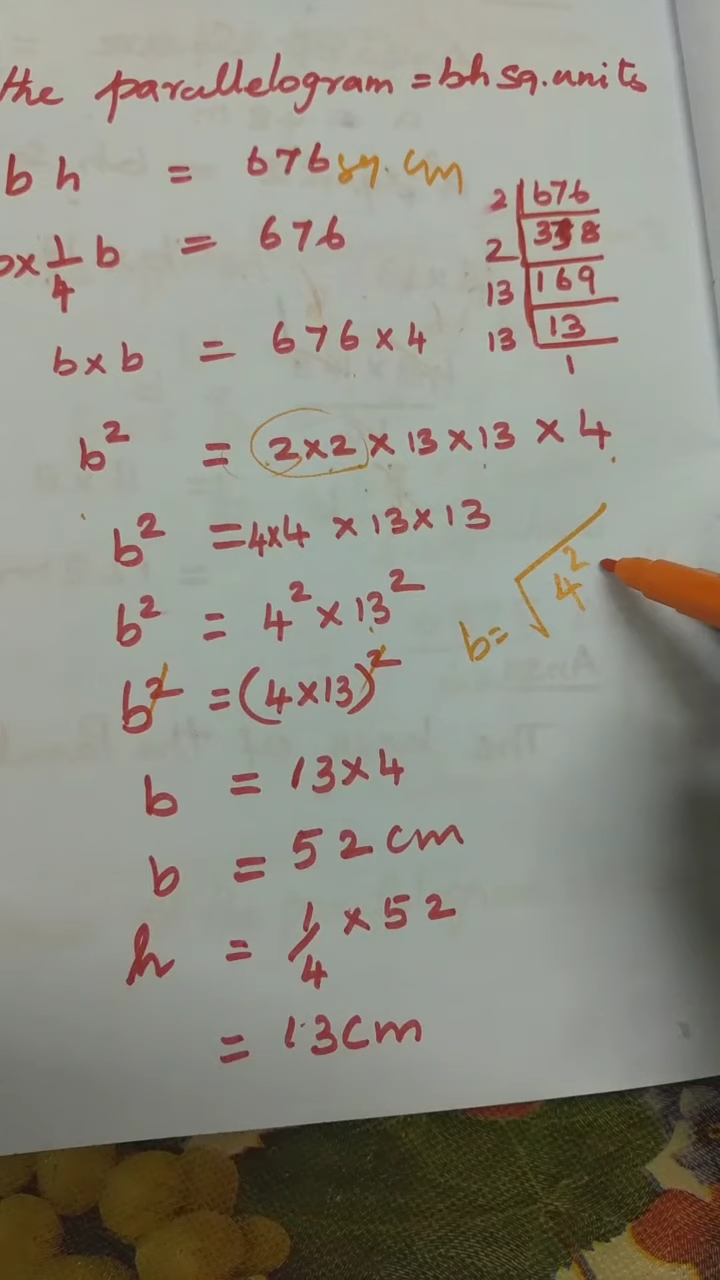 the parallelogram = bh sq.units
bh = 676 sq.cm
b × 1/4 b = 676
b × b = 676 × 4
2 | 676
2 | 338
13 | 169
13 | 13
1
b² = 2×2 × 13 × 13 × 4
b² = 4×4 × 13×13
b² = 4² × 13²
b = √4²
b² = (4×13)²
b = 13×4
b = 52 cm
h = 1/4 × 52
= 13cm